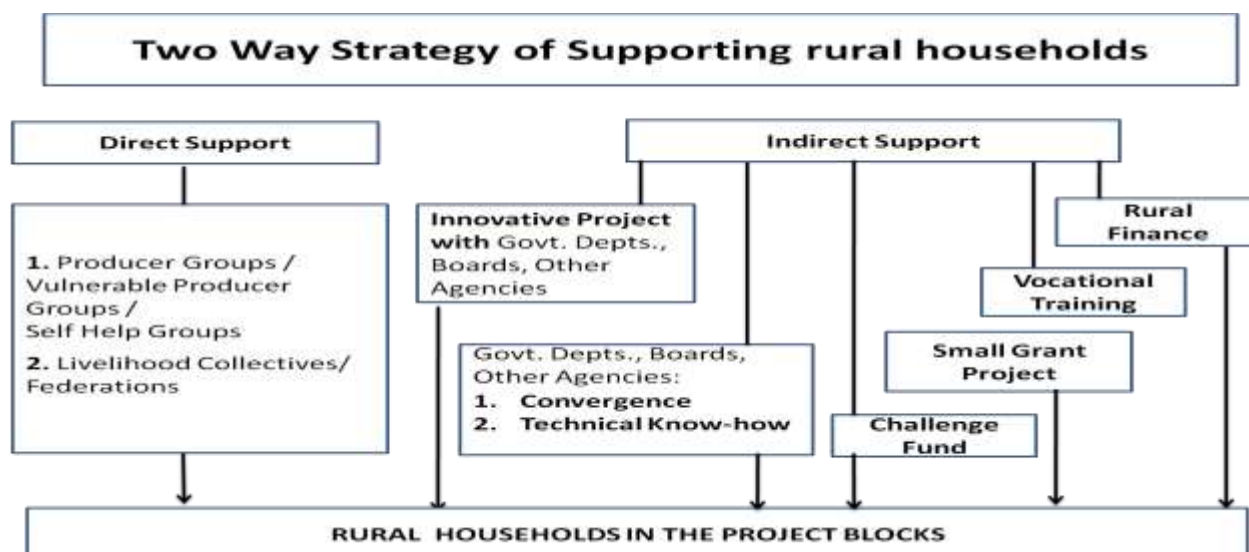 Two Way Strategy of Supporting rural households
Direct Support
1. Producer Groups /
Vulnerable Producer
Groups /
Self Help Groups
2. Livelihood Collectives/
Federations
Indirect Support
Innovative Project
with Govt. Depts.,
Boards, Other
Agencies
Govt. Depts., Boards,
Other Agencies:
1. Convergence
2. Technical Know-how
Challenge
Fund
Small Grant
Project
Vocational
Training
Rural
Finance
RURAL HOUSEHOLDS IN THE PROJECT BLOCKS